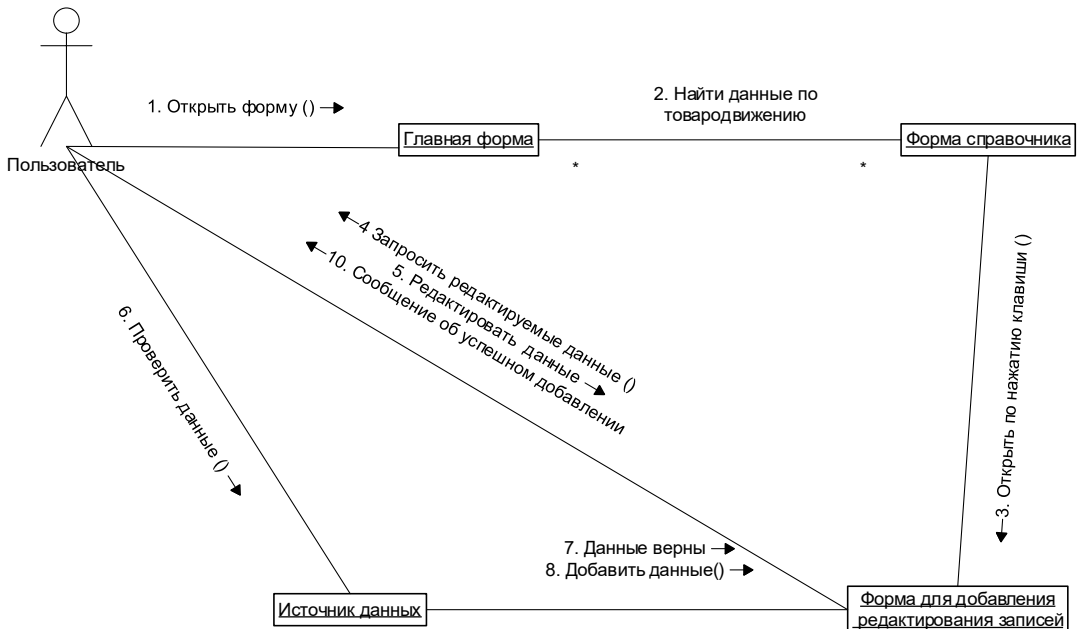 1. Открыть форму ()
2. Найти данные по
товародвижению
Главная форма
Форма справочника
Пользователь
*
*
4 Запросить редактируемые данные ()
5. Редактировать данные
10. Сообщение об успешном добавлении
6. Проверить данные ()
3. Открыть по нажатию клавиши ()
7. Данные верны
8. Добавить данные()
Источник данных
Форма для добавления
редактирования записей